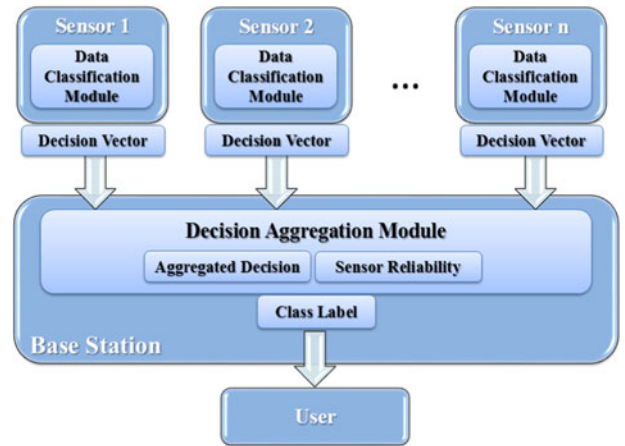 Sensor 1
Sensor 2
Sensor n
Data
Classification
Module
Data
Classification
Module
...
Data
Classification
Module
Decision Vector
Decision Vector
Decision Vector
Decision Aggregation Module
Aggregated Decision
Sensor Reliability
Class Label
Base Station
User